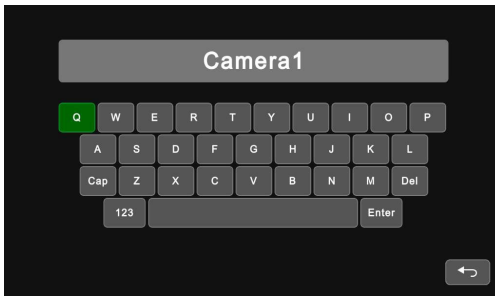 Camera1
Q W E R T Y U I O P
A S D F G H J K L
Cap Z X C V B N M Del
123 Enter